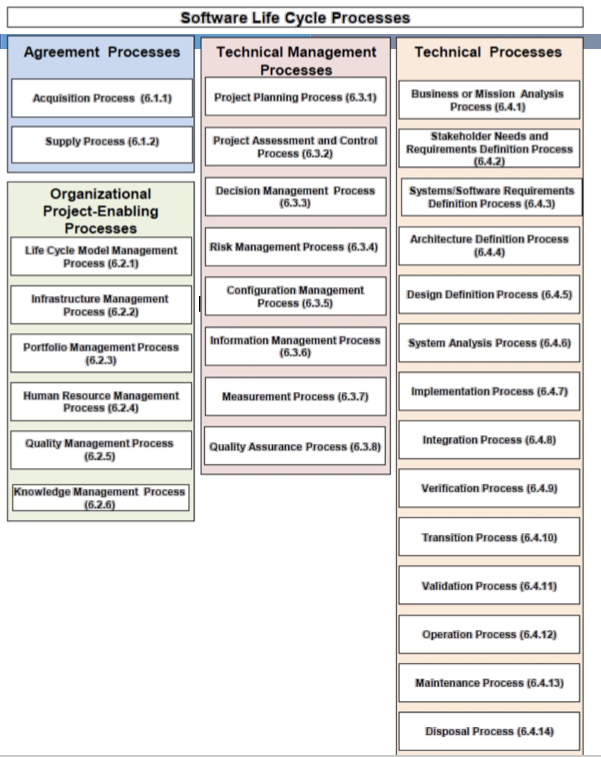 Software Life Cycle Processes
Agreement Processes
Acquisition Process (6.1.1)
Supply Process (6.1.2)
Organizational
Project-Enabling
Processes
Life Cycle Model Management
Process (6.2.1)
Infrastructure Management
Process (6.2.2)
Portfolio Management Process
(6.2.3)
Human Resource Management
Process (6.2.4)
Quality Management Process
(6.2.5)
Knowledge Management Process
(6.2.6)
Technical Management
Processes
Project Planning Process (6.3.1)
Project Assessment and Control
Process (6.3.2)
Decision Management Process
(6.3.3)
Risk Management Process (6.3.4)
Configuration Management
Process (6.3.5)
Information Management Process
(6.3.6)
Measurement Process (6.3.7)
Quality Assurance Process (6.3.8)
Technical Processes
Business or Mission Analysis
Process (6.4.1)
Stakeholder Needs and
Requirements Definition Process
(6.4.2)
Systems/Software Requirements
Definition Process (6.4.3)
Architecture Definition Process
(6.4.4)
Design Definition Process (6.4.5)
System Analysis Process (6.4.6)
Implementation Process (6.4.7)
Integration Process (6.4.8)
Verification Process (6.4.9)
Transition Process (6.4.10)
Validation Process (6.4.11)
Operation Process (6.4.12)
Maintenance Process (6.4.13)
Disposal Process (6.4.14)